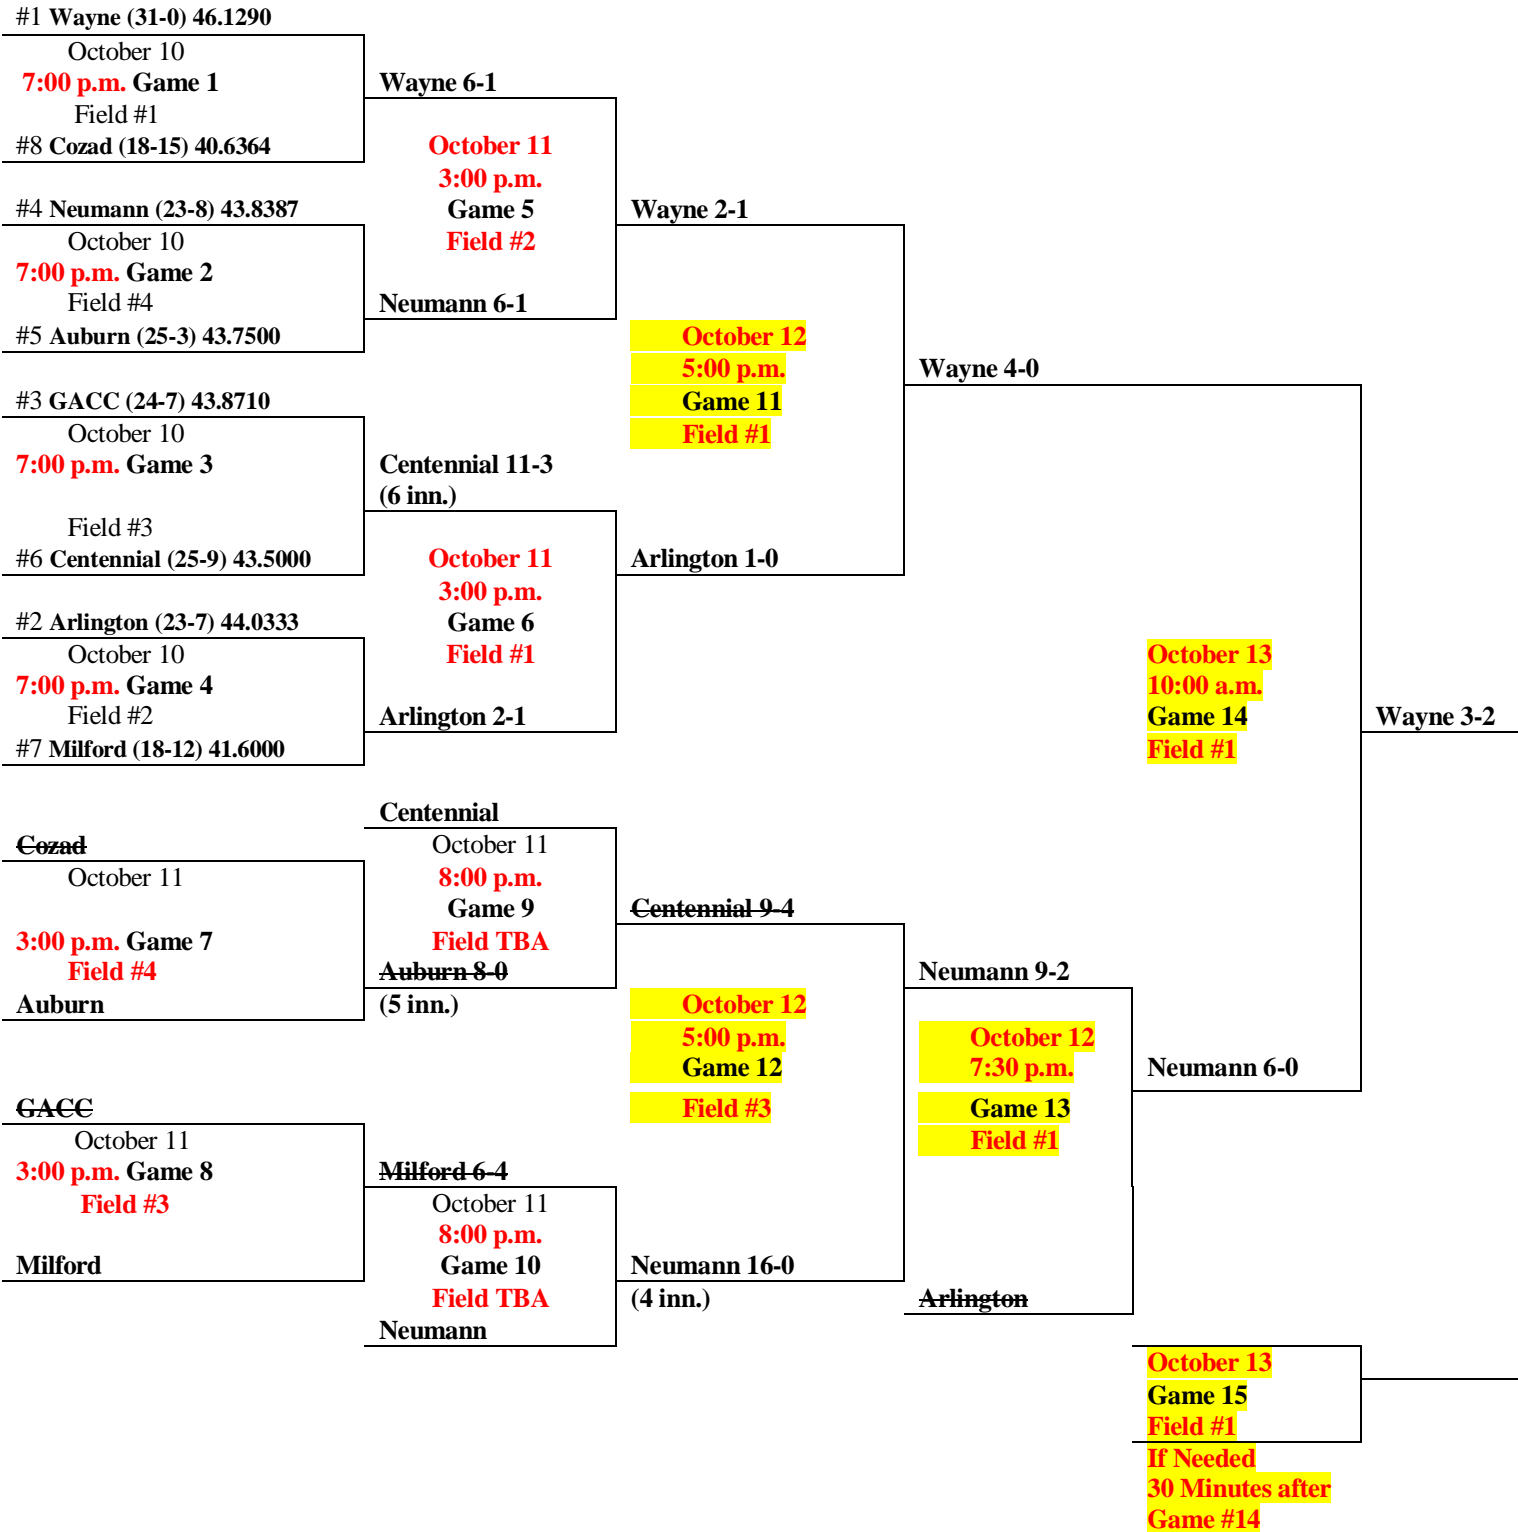 #1 Wayne (31-0) 46.1290
October 10
7:00 p.m. Game 1
Field #1
#8 Cozad (18-15) 40.6364
#4 Neumann (23-8) 43.8387
October 10
7:00 p.m. Game 2
Field #4
#5 Auburn (25-3) 43.7500
#3 GACC (24-7) 43.8710
October 10
7:00 p.m. Game 3
Field #3
#6 Centennial (25-9) 43.5000
#2 Arlington (23-7) 44.0333
October 10
7:00 p.m. Game 4
Field #2
#7 Milford (18-12) 41.6000
Wayne 6-1
October 11
3:00 p.m.
Game 5
Field #2
Neumann 6-1
Centennial 11-3
(6 inn.)
October 11
3:00 p.m.
Game 6
Field #1
Arlington 2-1
Wayne 2-1
October 12
5:00 p.m.
Game 11
Field #1
Arlington 1-0
Wayne 4-0
October 13
10:00 a.m.
Game 14
Field #1
Wayne 3-2
Cozad
October 11
3:00 p.m. Game 7
Field #4
Auburn
GACC
October 11
3:00 p.m. Game 8
Field #3
Milford
Centennial
October 11
8:00 p.m.
Game 9
Field TBA
Auburn 8-0
(5 inn.)
Milford 6-4
October 11
8:00 p.m.
Game 10
Field TBA
Neumann
Centennial 9-4
October 12
5:00 p.m.
Game 12
Field #3
Neumann 16-0
(4 inn.)
Neumann 9-2
October 12
7:30 p.m.
Game 13
Field #1
Arlington
Neumann 6-0
October 13
Game 15
Field #1
If Needed
30 Minutes after
Game #14